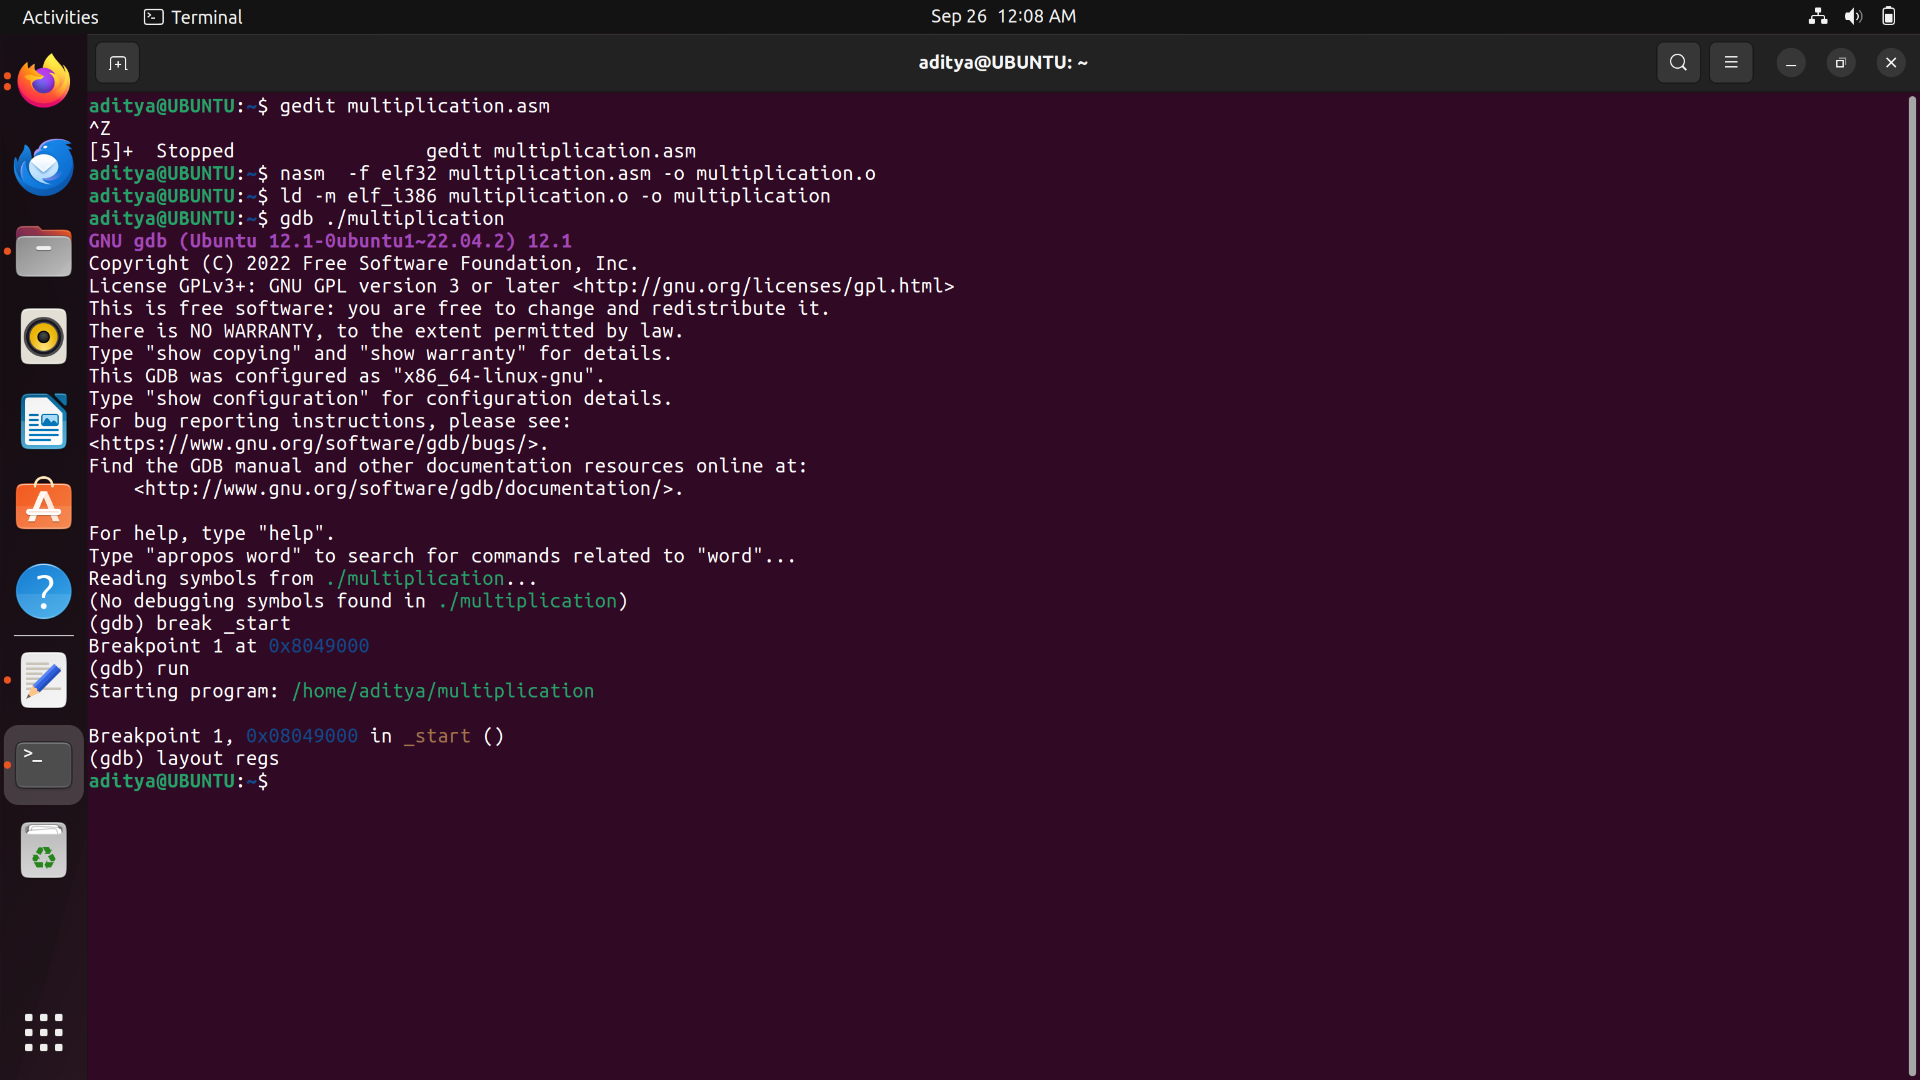 Activities
Terminal
Sep 26 12:08 AM
aditya@UBUNTU: ~
aditya@UBUNTU:~$ gedit multiplication.asm
^Z
[5]+  Stopped                 gedit multiplication.asm
aditya@UBUNTU:~$ nasm  -f elf32 multiplication.asm -o multiplication.o
aditya@UBUNTU:~$ ld -m elf_i386 multiplication.o -o multiplication
aditya@UBUNTU:~$ gdb ./multiplication
GNU gdb (Ubuntu 12.1-0ubuntu1~22.04.2) 12.1
Copyright (C) 2022 Free Software Foundation, Inc.
License GPLv3+: GNU GPL version 3 or later <http://gnu.org/licenses/gpl.html>
This is free software: you are free to change and redistribute it.
There is NO WARRANTY, to the extent permitted by law.
Type "show copying" and "show warranty" for details.
This GDB was configured as "x86_64-linux-gnu".
Type "show configuration" for configuration details.
For bug reporting instructions, please see:
<https://www.gnu.org/software/gdb/bugs/>.
Find the GDB manual and other documentation resources online at:
    <http://www.gnu.org/software/gdb/documentation/>.
For help, type "help".
Type "apropos word" to search for commands related to "word"...
Reading symbols from ./multiplication...
(No debugging symbols found in ./multiplication)
(gdb) break _start
Breakpoint 1 at 0x8049000
(gdb) run
Starting program: /home/aditya/multiplication
Breakpoint 1, 0x08049000 in _start ()
(gdb) layout regs
aditya@UBUNTU:~$